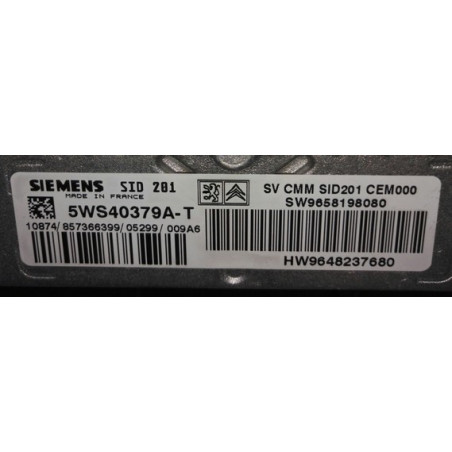 SIEMENS SID 201
MADE IN FRANCE
5WS40379A-T
10874/857366399/05299/009A6
SV CMM SID201 CEM000
SW9658198080
HW9648237680